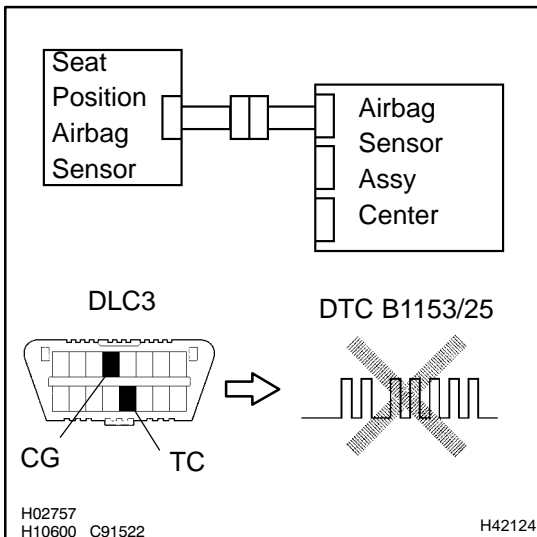 Seat
Position
Airbag
Sensor
Airbag
Sensor
Assy
Center
DLC3
DTC B1153/25
CG
TC
H02757
H10600 C91522
H42124